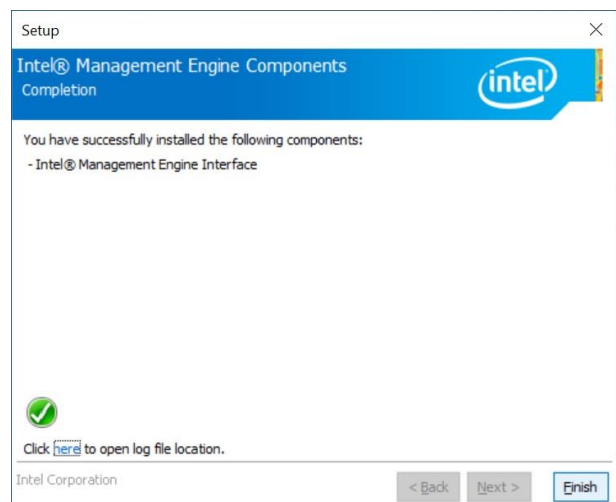 Setup
Intel® Management Engine Components
Completion
intel
You have successfully installed the following components:
- Intel® Management Engine Interface
Click here to open log file location.
Intel Corporation
< Back
Next >
Finish